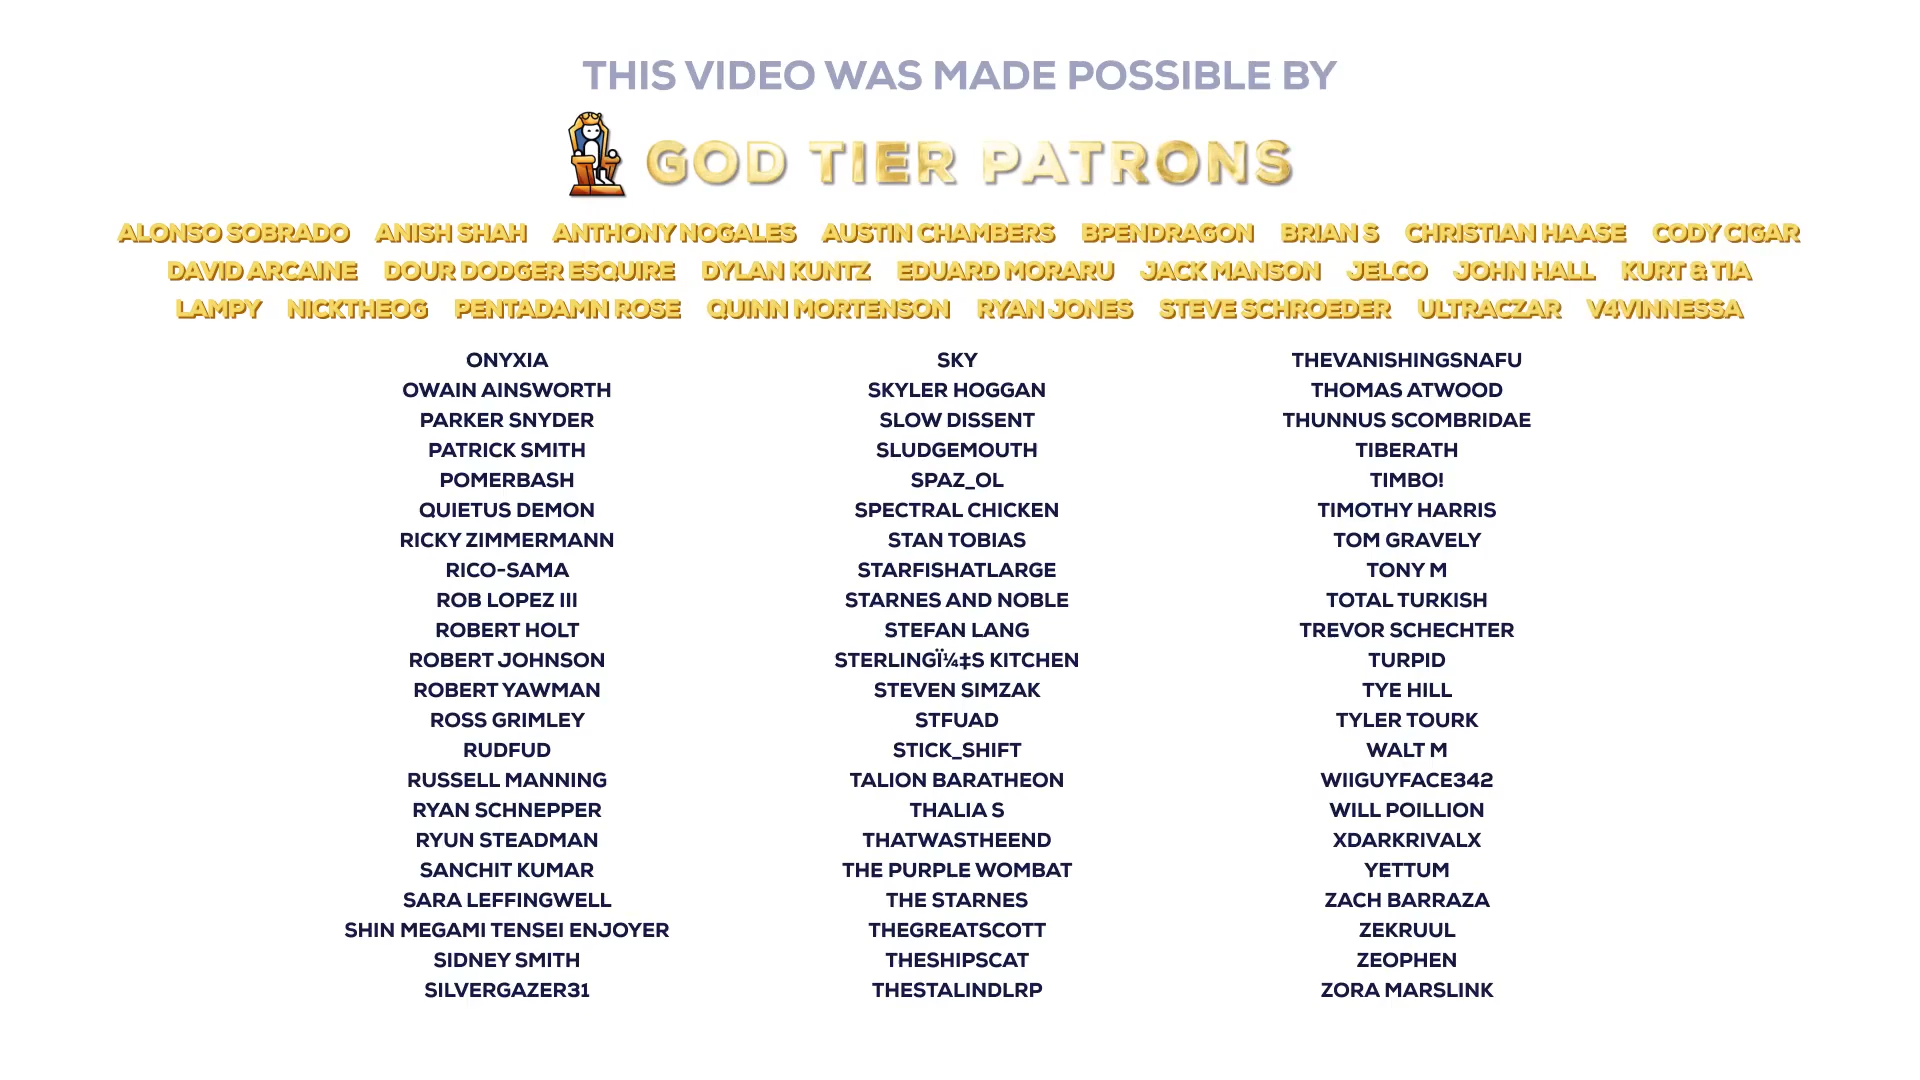 THIS VIDEO WAS MADE POSSIBLE BY
GOD TIER PATRONS
ALONSO SOBRADO ANISH SHAH ANTHONY NOGALES AUSTIN CHAMBERS BPENDRAGON BRIAN S CHRISTIAN HAASE CODY CIGAR
DAVID ARCAINE DOUR DODGER ESQUIRE DYLAN KUNTZ EDUARD MORARU JACK MANSON JELCO JOHN HALL KURT & TIA
LAMPY NICKTHEOG PENTADAMN ROSE QUINN MORTENSON RYAN JONES STEVE SCHROEDER ULTRACZAR V4VINNESSA
ONYXIA
OWAIN AINSWORTH
PARKER SNYDER
PATRICK SMITH
POMERBASH
QUIETUS DEMON
RICKY ZIMMERMANN
RICO-SAMA
ROB LOPEZ III
ROBERT HOLT
ROBERT JOHNSON
ROBERT YAWMAN
ROSS GRIMLEY
RUDFUD
RUSSELL MANNING
RYAN SCHNEPPER
RYUN STEADMAN
SANCHIT KUMAR
SARA LEFFINGWELL
SHIN MEGAMI TENSEI ENJOYER
SIDNEY SMITH
SILVERGAZER31
SKY
SKYLER HOGGAN
SLOW DISSENT
SLUDGEMOUTH
SPAZ_OL
SPECTRAL CHICKEN
STAN TOBIAS
STARFISHATLARGE
STARNES AND NOBLE
STEFAN LANG
STERLINGÏ¼‡S KITCHEN
STEVEN SIMZAK
STFUAD
STICK_SHIFT
TALION BARATHEON
THALIA S
THATWASTHEEND
THE PURPLE WOMBAT
THE STARNES
THEGREATSCOTT
THESHIPSCAT
THESTALINDLRP
THEVANISHINGSNAFU
THOMAS ATWOOD
THUNNUS SCOMBRIDAE
TIBERATH
TIMBO!
TIMOTHY HARRIS
TOM GRAVELY
TONY M
TOTAL TURKISH
TREVOR SCHECHTER
TURPID
TYE HILL
TYLER TOURK
WALT M
WIIGUYFACE342
WILL POILLION
XDARKRIVALX
YETTUM
ZACH BARRAZA
ZEKRUUL
ZEOPHEN
ZORA MARSLINK